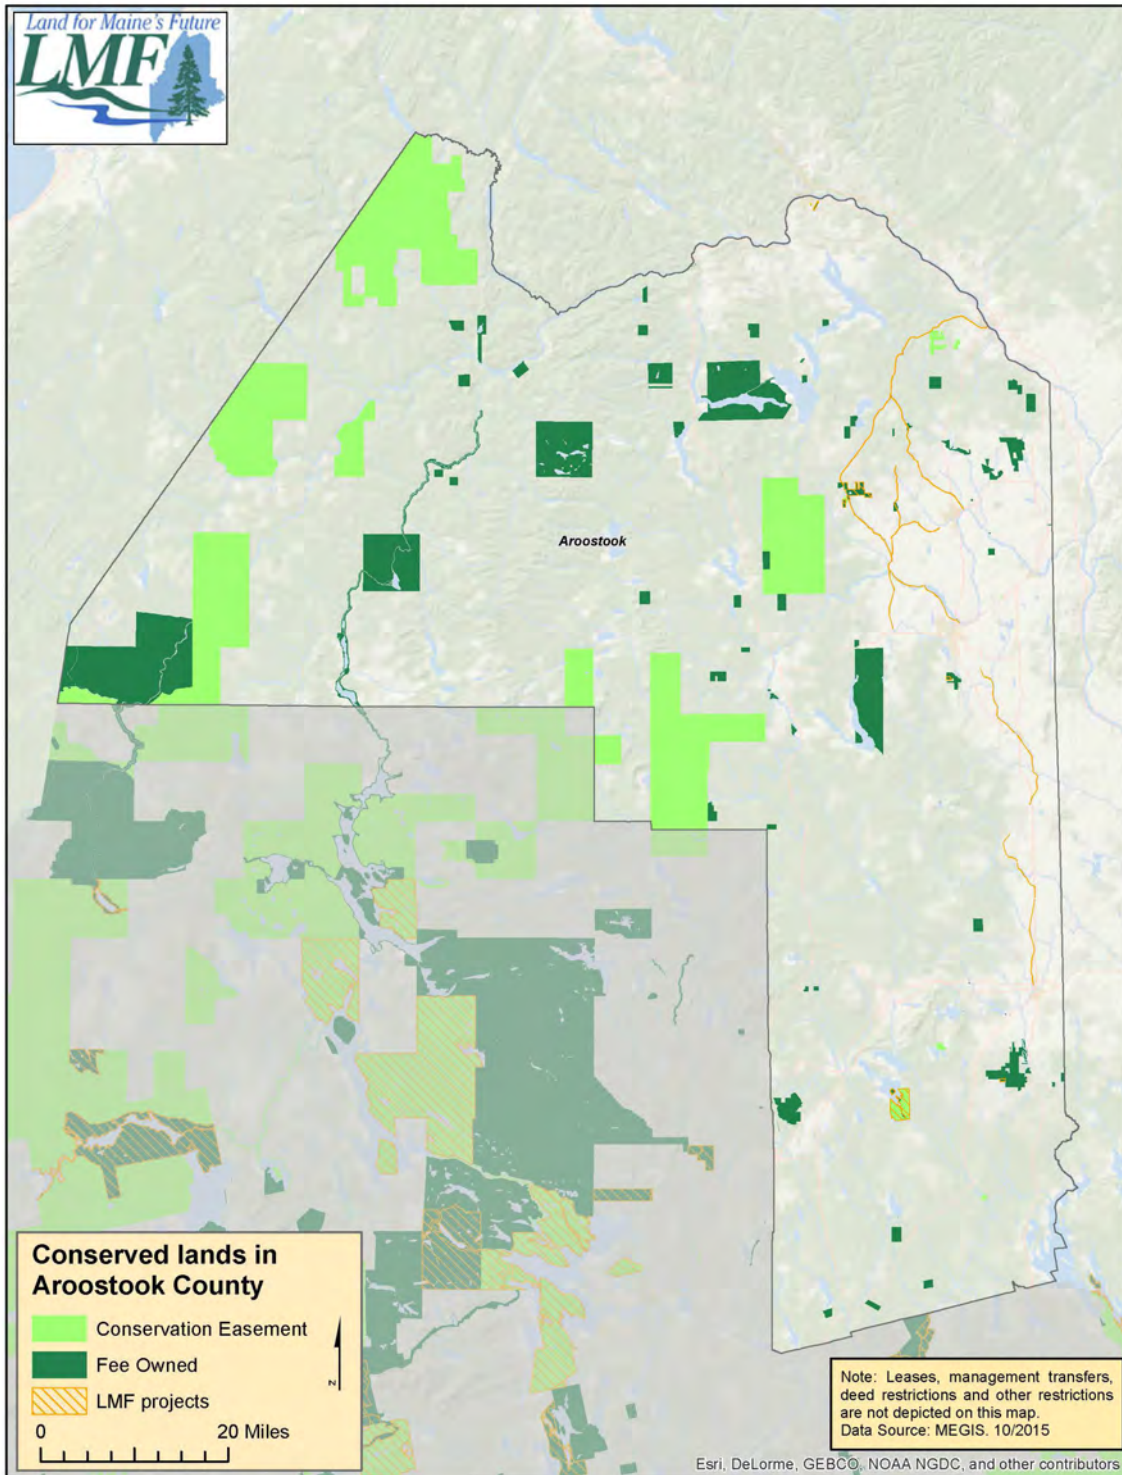 Land for Maine's Future
LMF
Aroostook
Conserved lands in
Aroostook County
Conservation Easement
Fee Owned
LMF projects
N
0 20 Miles
Note: Leases, management transfers,
deed restrictions and other restrictions
are not depicted on this map.
Data Source: MEGIS. 10/2015
Esri, DeLorme, GEBCO, NOAA NGDC, and other contributors